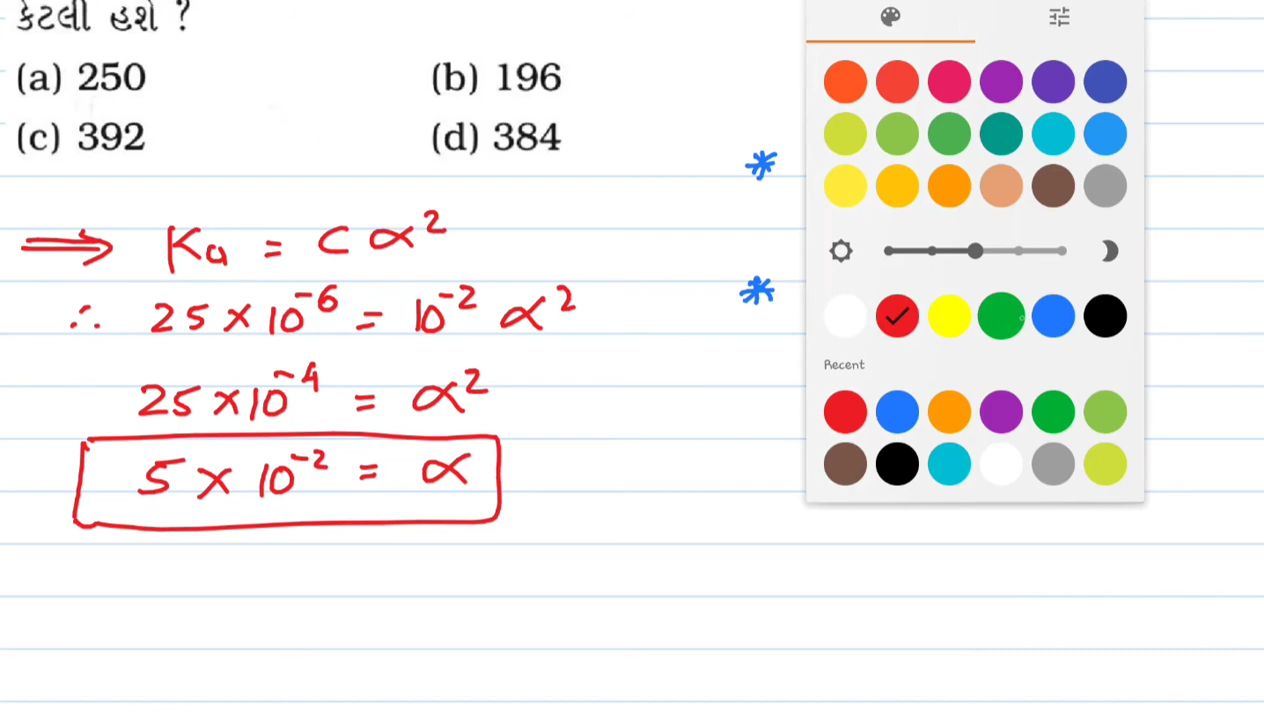 કેટલી હશે ?
(a) 250 (b) 196
(c) 392 (d) 384
*
⟹ Ka = C α²
∴ 25 × 10⁻⁶ = 10⁻² α²
*
25 × 10⁻⁴ = α²
5 × 10⁻² = α
Recent